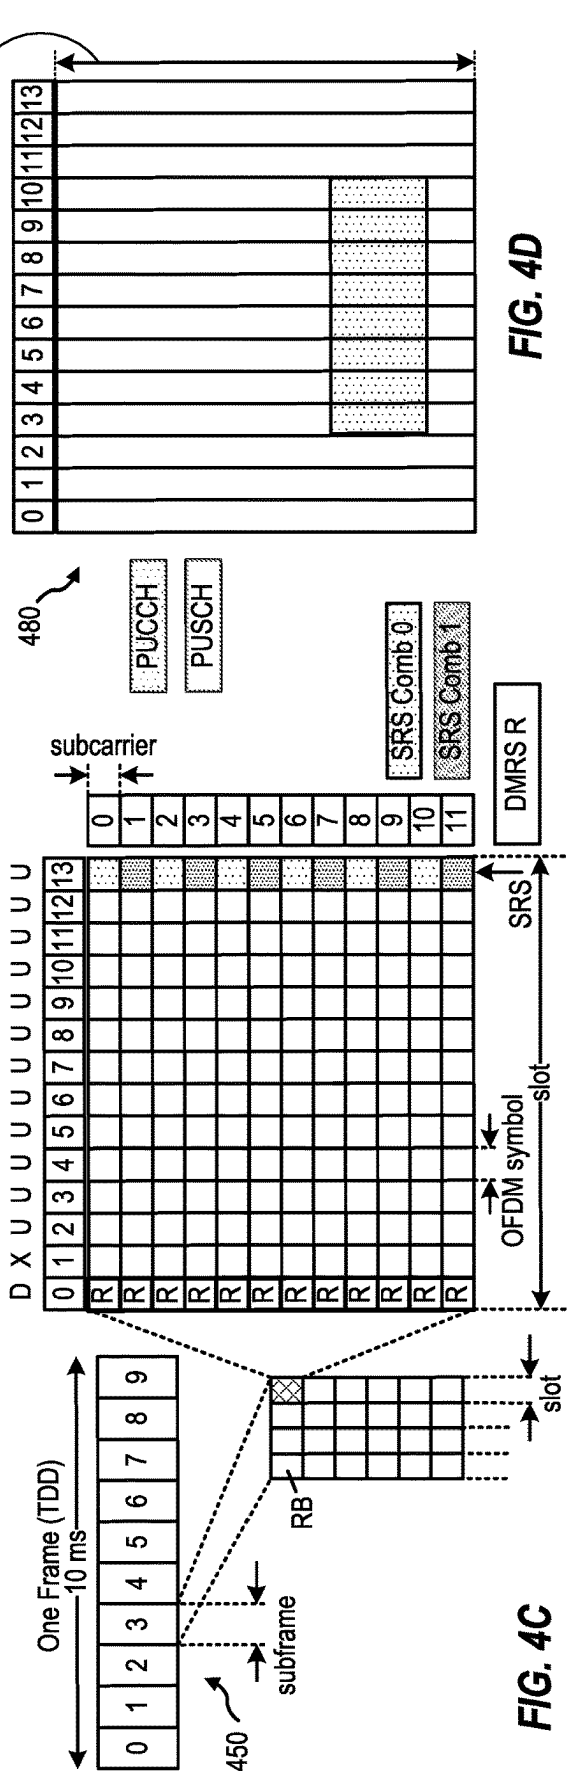 One Frame (TDD)
10 ms
0 1 2 3 4 5 6 7 8 9
450
subframe
RB
slot
FIG. 4C
D X U U U U U U U U U U U U
0 1 2 3 4 5 6 7 8 9 10 11 12 13
R
R
R
R
R
R
R
R
R
R
R
R
subcarrier
0
1
2
3
4
5
6
7
8
9
10
11
OFDM symbol
SRS
slot
SRS Comb 0
SRS Comb 1
DMRS R
480
PUCCH
PUSCH
0 1 2 3 4 5 6 7 8 9 10 11 12 13
FIG. 4D